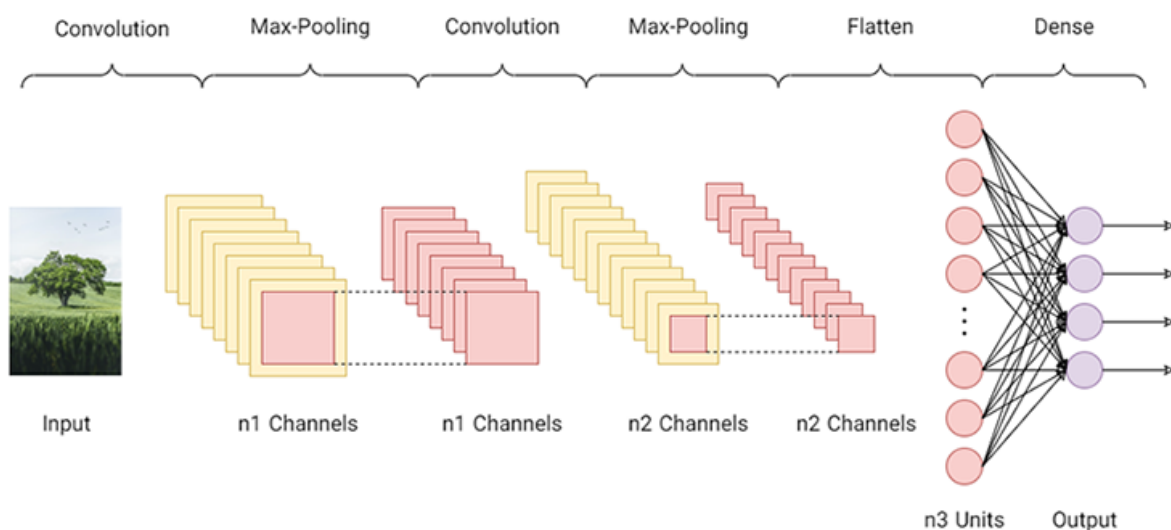 Convolution
Max-Pooling
Convolution
Max-Pooling
Flatten
Dense
Input
n1 Channels
n1 Channels
n2 Channels
n2 Channels
n3 Units
Output